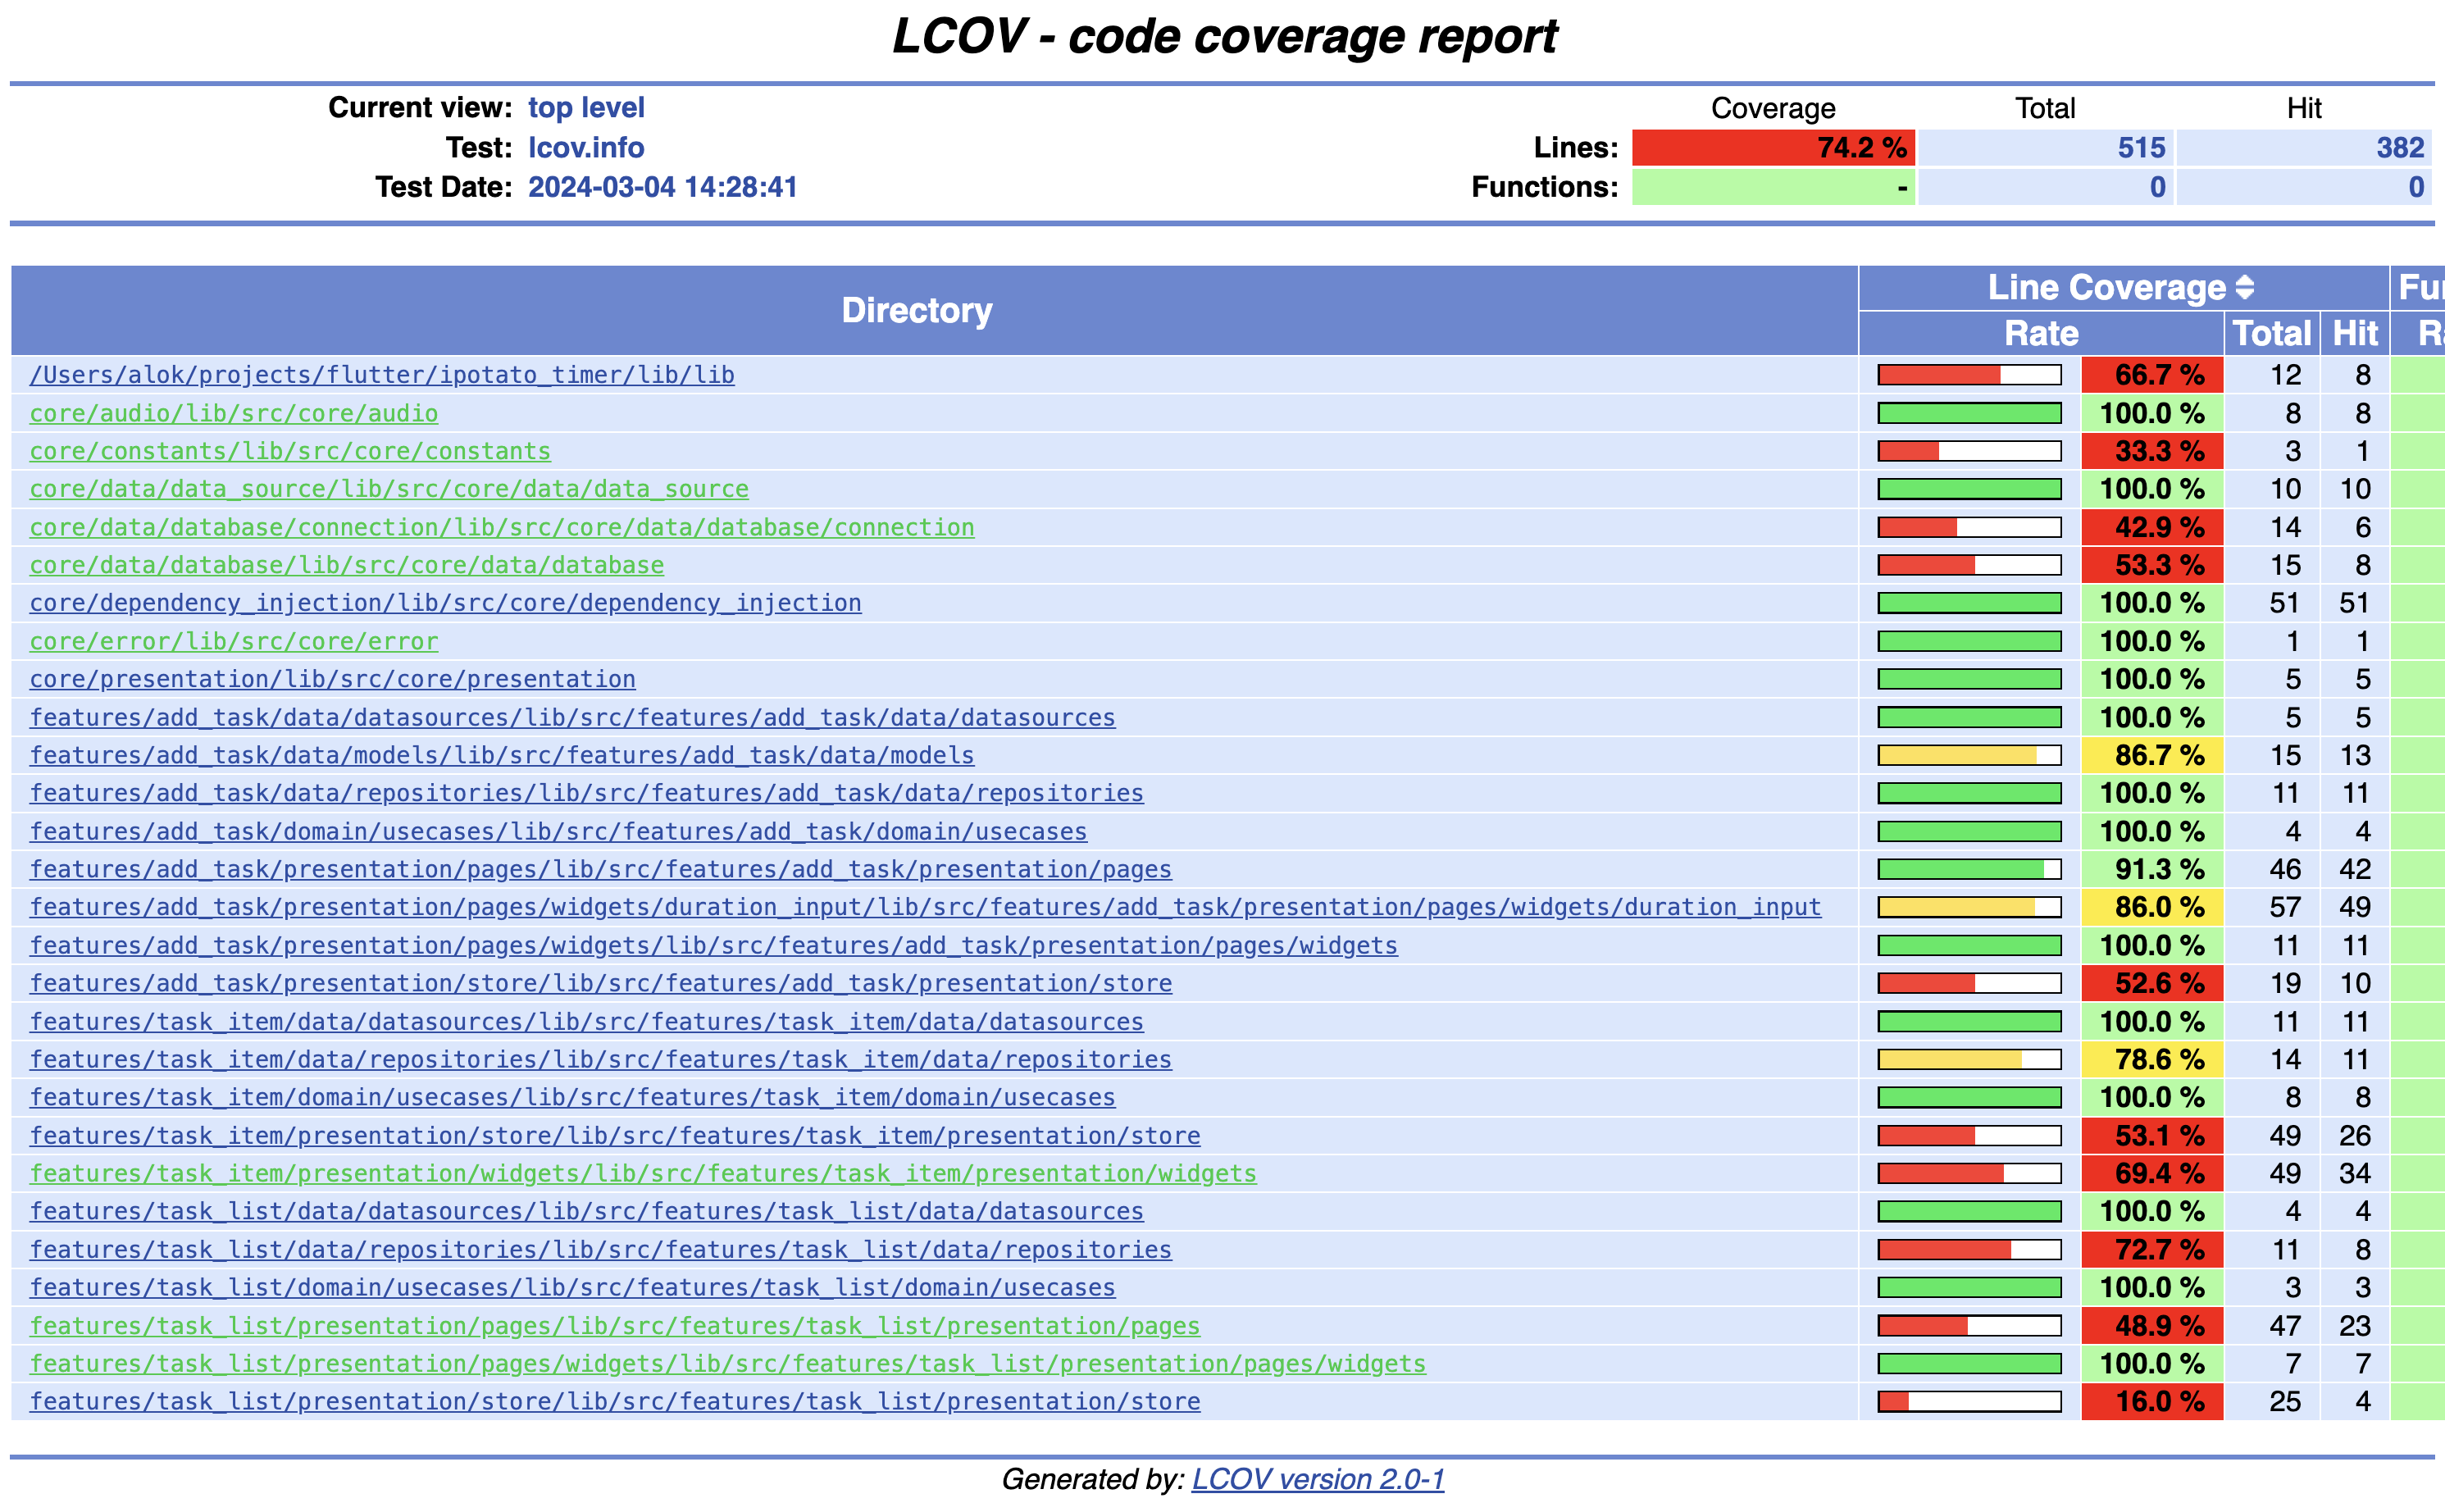 LCOV - code coverage report
Current view: top level
Coverage Total Hit
Test: lcov.info
Lines: 74.2 % 515 382
Test Date: 2024-03-04 14:28:41
Functions: - 0 0
Directory Line Coverage Fu
Rate Total Hit R
/Users/alok/projects/flutter/ipotato_timer/lib/lib 66.7 % 12 8
core/audio/lib/src/core/audio 100.0 % 8 8
core/constants/lib/src/core/constants 33.3 % 3 1
core/data/data_source/lib/src/core/data/data_source 100.0 % 10 10
core/data/database/connection/lib/src/core/data/database/connection 42.9 % 14 6
core/data/database/lib/src/core/data/database 53.3 % 15 8
core/dependency_injection/lib/src/core/dependency_injection 100.0 % 51 51
core/error/lib/src/core/error 100.0 % 1 1
core/presentation/lib/src/core/presentation 100.0 % 5 5
features/add_task/data/datasources/lib/src/features/add_task/data/datasources 100.0 % 5 5
features/add_task/data/models/lib/src/features/add_task/data/models 86.7 % 15 13
features/add_task/data/repositories/lib/src/features/add_task/data/repositories 100.0 % 11 11
features/add_task/domain/usecases/lib/src/features/add_task/domain/usecases 100.0 % 4 4
features/add_task/presentation/pages/lib/src/features/add_task/presentation/pages 91.3 % 46 42
features/add_task/presentation/pages/widgets/duration_input/lib/src/features/add_task/presentation/pages/widgets/duration_input 86.0 % 57 49
features/add_task/presentation/pages/widgets/lib/src/features/add_task/presentation/pages/widgets 100.0 % 11 11
features/add_task/presentation/store/lib/src/features/add_task/presentation/store 52.6 % 19 10
features/task_item/data/datasources/lib/src/features/task_item/data/datasources 100.0 % 11 11
features/task_item/data/repositories/lib/src/features/task_item/data/repositories 78.6 % 14 11
features/task_item/domain/usecases/lib/src/features/task_item/domain/usecases 100.0 % 8 8
features/task_item/presentation/store/lib/src/features/task_item/presentation/store 53.1 % 49 26
features/task_item/presentation/widgets/lib/src/features/task_item/presentation/widgets 69.4 % 49 34
features/task_list/data/datasources/lib/src/features/task_list/data/datasources 100.0 % 4 4
features/task_list/data/repositories/lib/src/features/task_list/data/repositories 72.7 % 11 8
features/task_list/domain/usecases/lib/src/features/task_list/domain/usecases 100.0 % 3 3
features/task_list/presentation/pages/lib/src/features/task_list/presentation/pages 48.9 % 47 23
features/task_list/presentation/pages/widgets/lib/src/features/task_list/presentation/pages/widgets 100.0 % 7 7
features/task_list/presentation/store/lib/src/features/task_list/presentation/store 16.0 % 25 4
Generated by: LCOV version 2.0-1